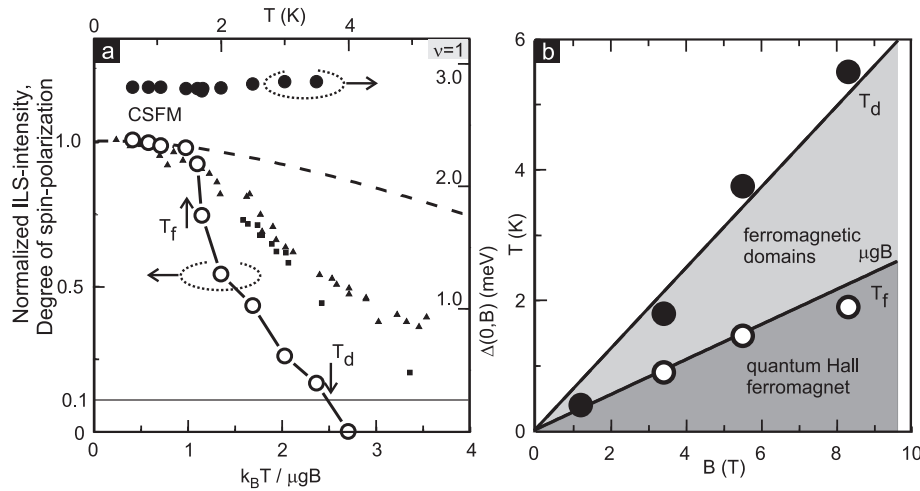 T (K)
0 2 4
a
ν=1
3.0
CSFM
1.0
2.0
T_f
0.5
1.0
T_d
0.1
0
0 1 2 3 4
k_BT / μgB
Normalized ILS-intensity,
Degree of spin-polarization
Δ(0,B) (meV)
b
6
T_d
4
T (K)
ferromagnetic
domains
μgB
2
T_f
quantum Hall
ferromagnet
0
0 2 4 6 8 10
B (T)